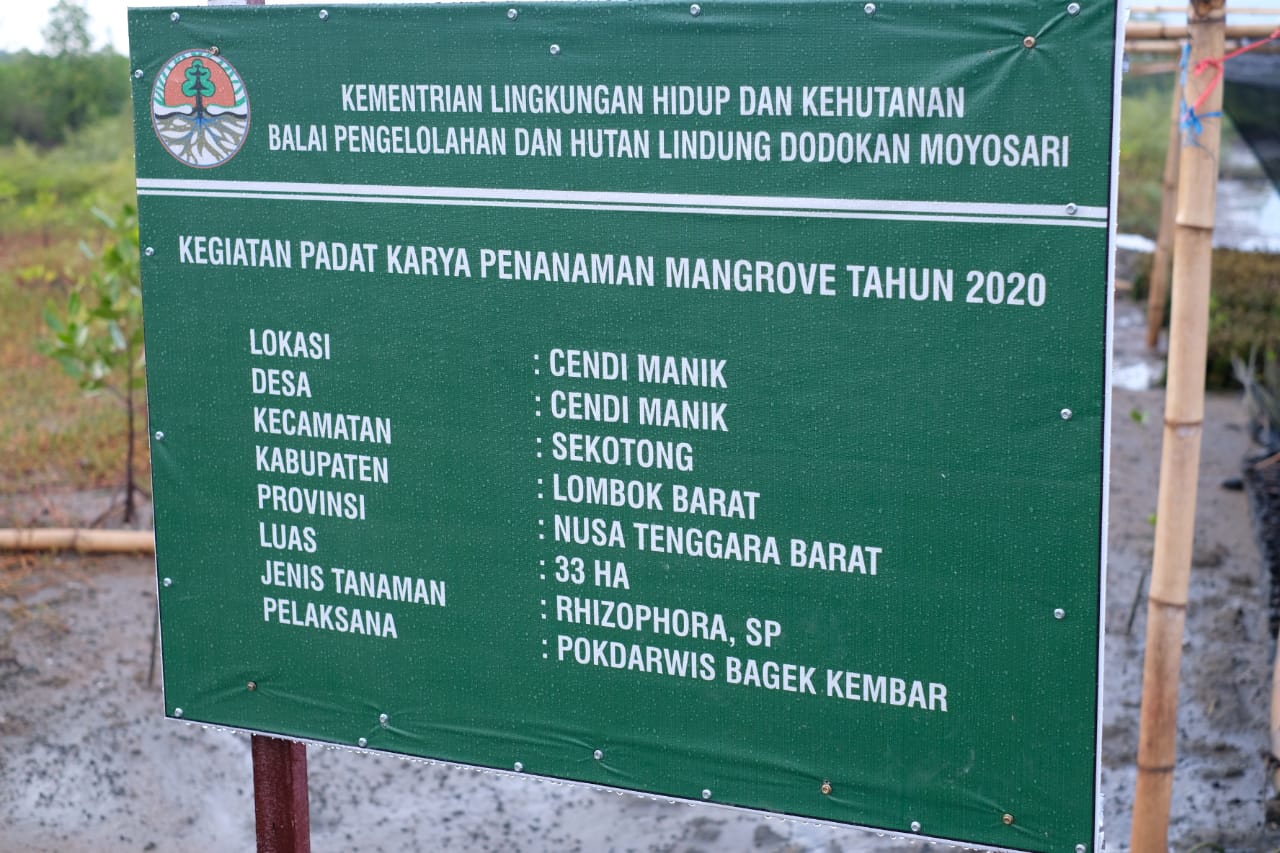 KEMENTRIAN LINGKUNGAN HIDUP DAN KEHUTANAN
BALAI PENGELOLAHAN DAN HUTAN LINDUNG DODOKAN MOYOSARI
KEGIATAN PADAT KARYA PENANAMAN MANGROVE TAHUN 2020
LOKASI : CENDI MANIK
DESA : CENDI MANIK
KECAMATAN : SEKOTONG
KABUPATEN : LOMBOK BARAT
PROVINSI : NUSA TENGGARA BARAT
LUAS : 33 HA
JENIS TANAMAN : RHIZOPHORA, SP
PELAKSANA : POKDARWIS BAGEK KEMBAR